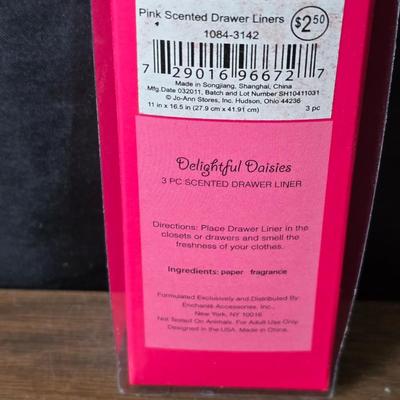 Pink Scented Drawer Liners
$2.50
1084-3142
7 29016 96672 7
Made in Songjiang, Shanghai, China
Mfg.Date 032011, Batch and Lot Number SH10411031
© Jo-Ann Stores, Inc. Hudson, Ohio 44236
11 in x 16.5 in (27.9 cm x 41.91 cm) 3 pc
Delightful Daisies
3 PC SCENTED DRAWER LINER
Directions: Place Drawer Liner in the
closets or drawers and smell the
freshness of your clothes.
Ingredients: paper fragrance
Formulated Exclusively and Distributed By:
Enchanté Accessories, Inc.,
New York, NY 10016
Not Tested On Animals. For Adult Use Only.
Designed in the USA. Made in China.